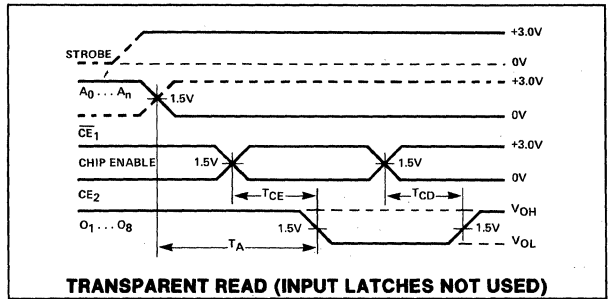 +3.0V
STROBE
0V
+3.0V
A0 . . . An
1.5V
0V
CE1
+3.0V
CHIP ENABLE
1.5V
1.5V
0V
CE2
TCE
TCD
VOH
O1 . . . O8
1.5V
1.5V
TA
VOL
TRANSPARENT READ (INPUT LATCHES NOT USED)